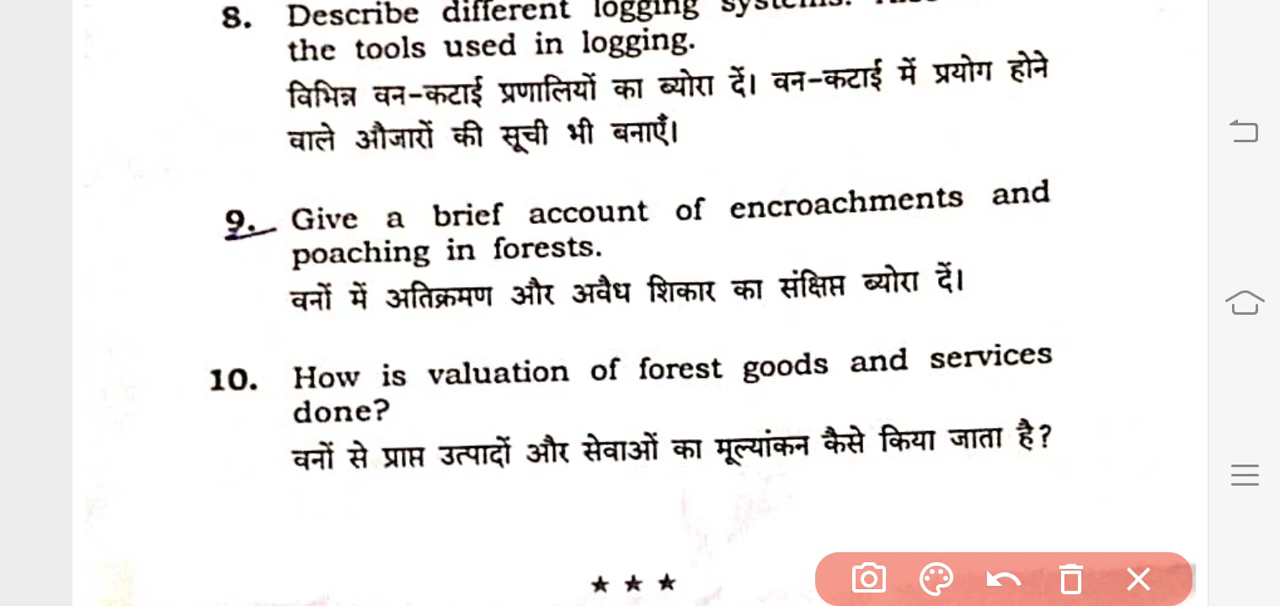 8. Describe different logging systems.
the tools used in logging.
विभिन्न वन-कटाई प्रणालियों का ब्योरा दें। वन-कटाई में प्रयोग होने
वाले औजारों की सूची भी बनाएँ।
9. Give a brief account of encroachments and
poaching in forests.
वनों में अतिक्रमण और अवैध शिकार का संक्षिप्त ब्योरा दें।
10. How is valuation of forest goods and services
done?
वनों से प्राप्त उत्पादों और सेवाओं का मूल्यांकन कैसे किया जाता है?
★ ★ ★